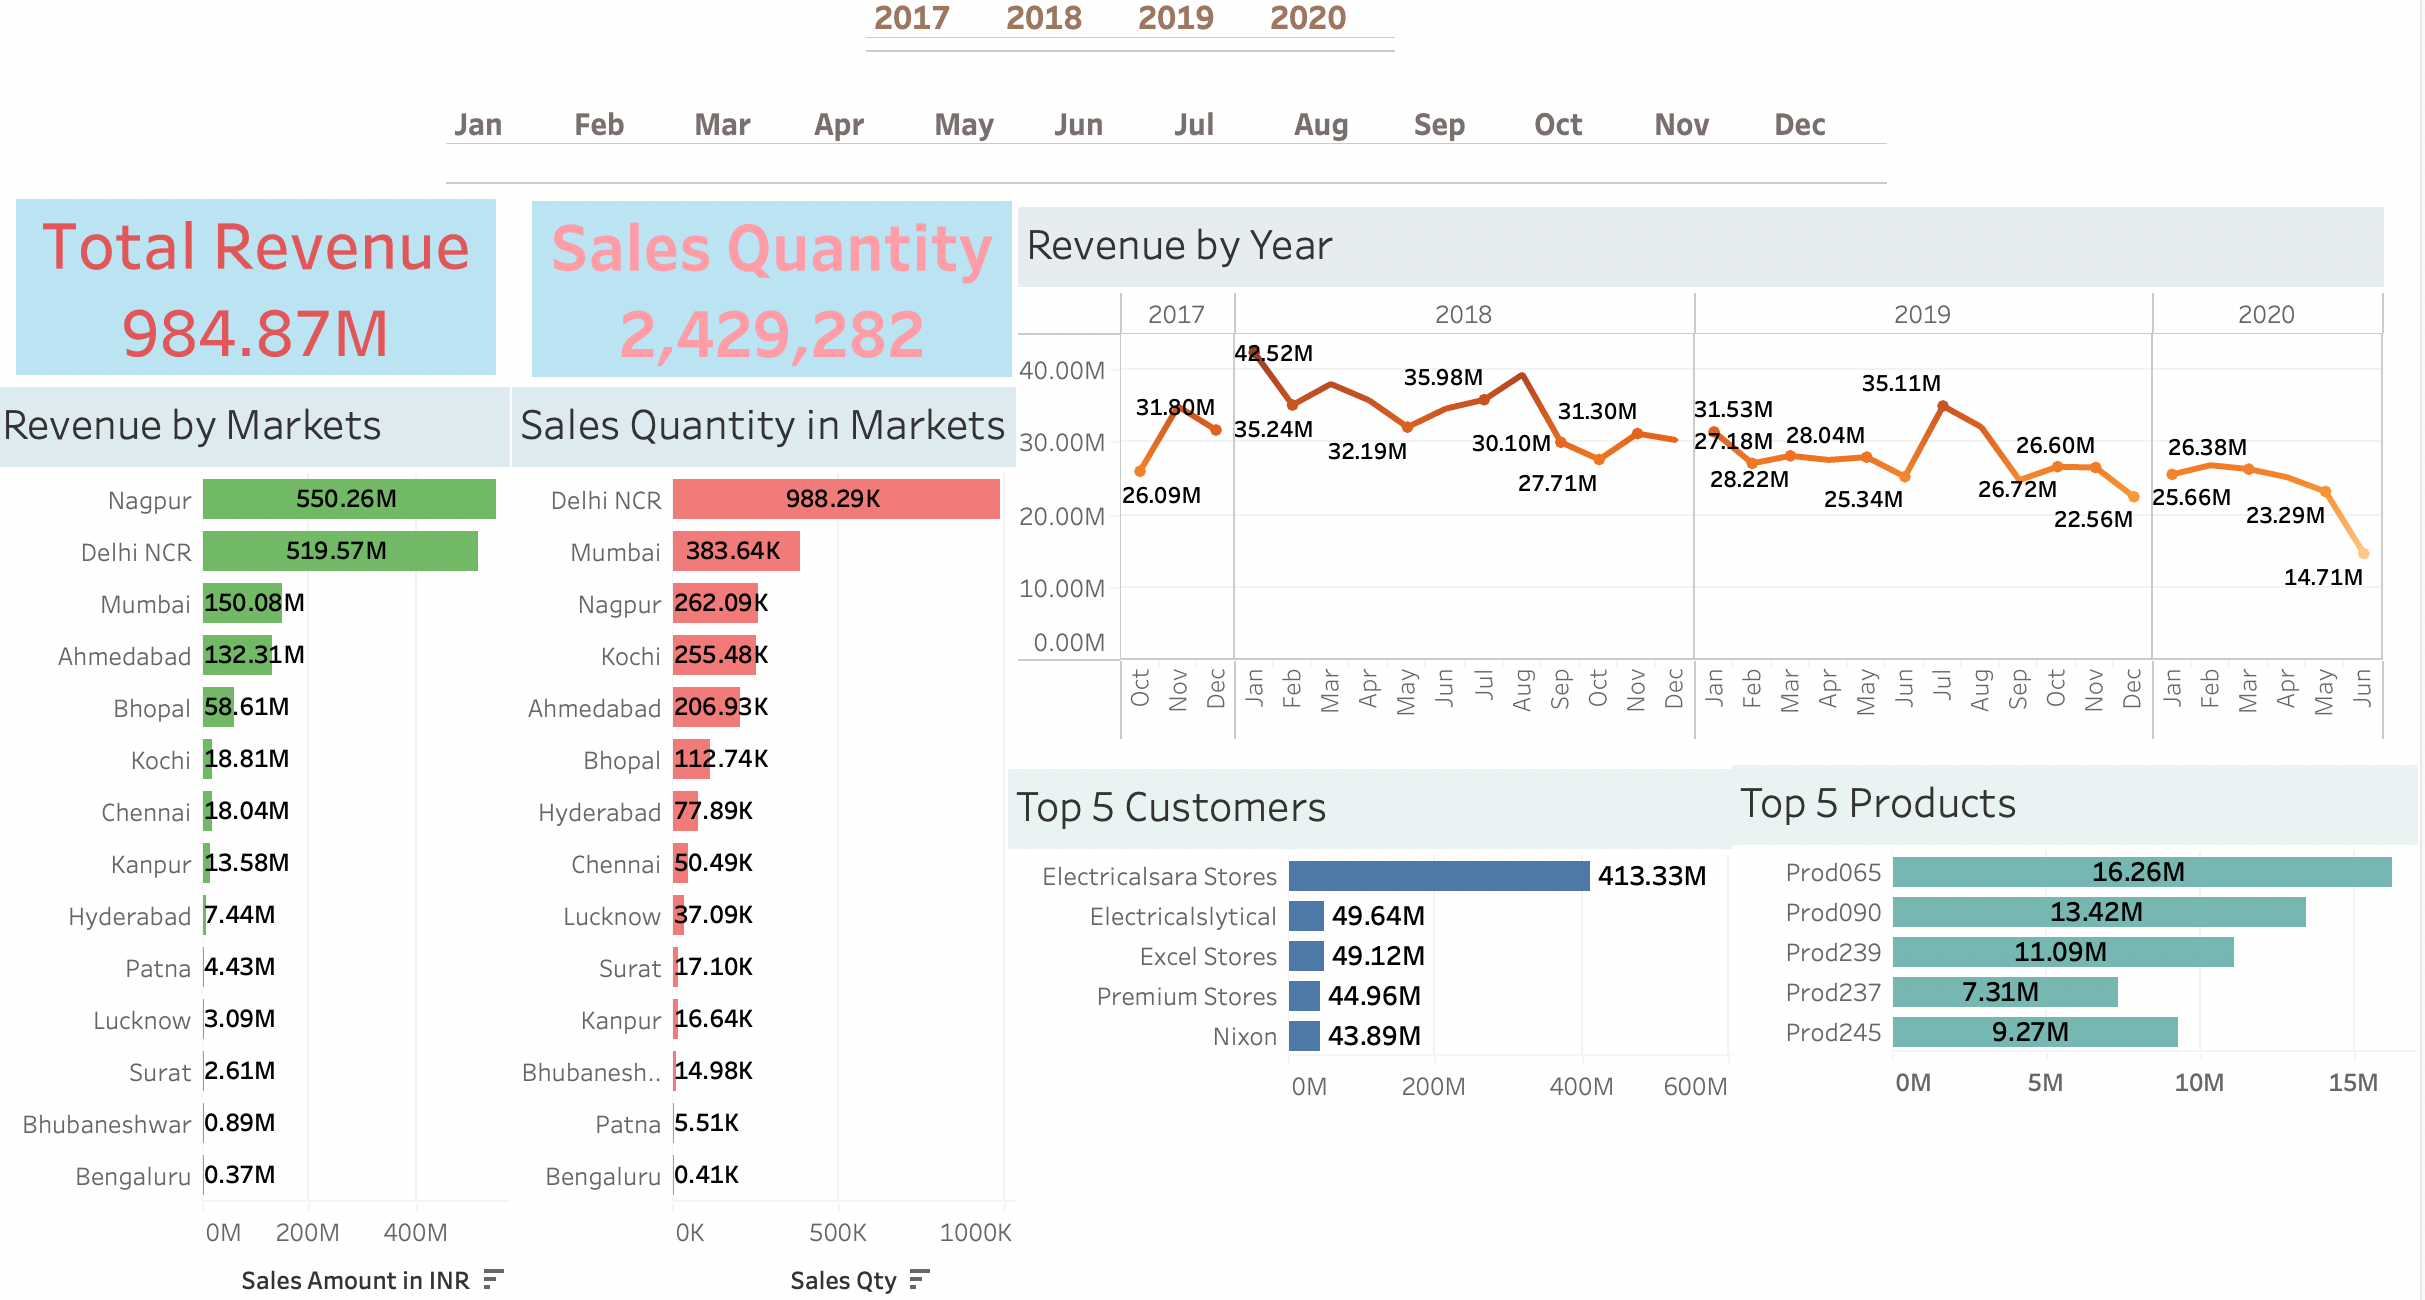 2017 2018 2019 2020
Jan Feb Mar Apr May Jun Jul Aug Sep Oct Nov Dec
Total Revenue
984.87M
Sales Quantity
2,429,282
Revenue by Markets
Nagpur 550.26M
Delhi NCR 519.57M
Mumbai 150.08M
Ahmedabad 132.31M
Bhopal 58.61M
Kochi 18.81M
Chennai 18.04M
Kanpur 13.58M
Hyderabad 7.44M
Patna 4.43M
Lucknow 3.09M
Surat 2.61M
Bhubaneshwar 0.89M
Bengaluru 0.37M
0M 200M 400M
Sales Amount in INR
Sales Quantity in Markets
Delhi NCR 988.29K
Mumbai 383.64K
Nagpur 262.09K
Kochi 255.48K
Ahmedabad 206.93K
Bhopal 112.74K
Hyderabad 77.89K
Chennai 50.49K
Lucknow 37.09K
Surat 17.10K
Kanpur 16.64K
Bhubanesh.. 14.98K
Patna 5.51K
Bengaluru 0.41K
0K 500K 1000K
Sales Qty
Revenue by Year
2017 2018 2019 2020
40.00M
30.00M
20.00M
10.00M
0.00M
26.09M
31.80M
42.52M
35.24M
32.19M
35.98M
30.10M
27.71M
31.30M
31.53M
27.18M
28.22M
28.04M
25.34M
35.11M
26.72M
26.60M
22.56M
25.66M
26.38M
23.29M
14.71M
Oct Nov Dec Jan Feb Mar Apr May Jun Jul Aug Sep Oct Nov Dec Jan Feb Mar Apr May Jun Jul Aug Sep Oct Nov Dec Jan Feb Mar Apr May Jun
Top 5 Customers
Electricalsara Stores 413.33M
Electricalslytical 49.64M
Excel Stores 49.12M
Premium Stores 44.96M
Nixon 43.89M
0M 200M 400M 600M
Top 5 Products
Prod065 16.26M
Prod090 13.42M
Prod239 11.09M
Prod237 7.31M
Prod245 9.27M
0M 5M 10M 15M